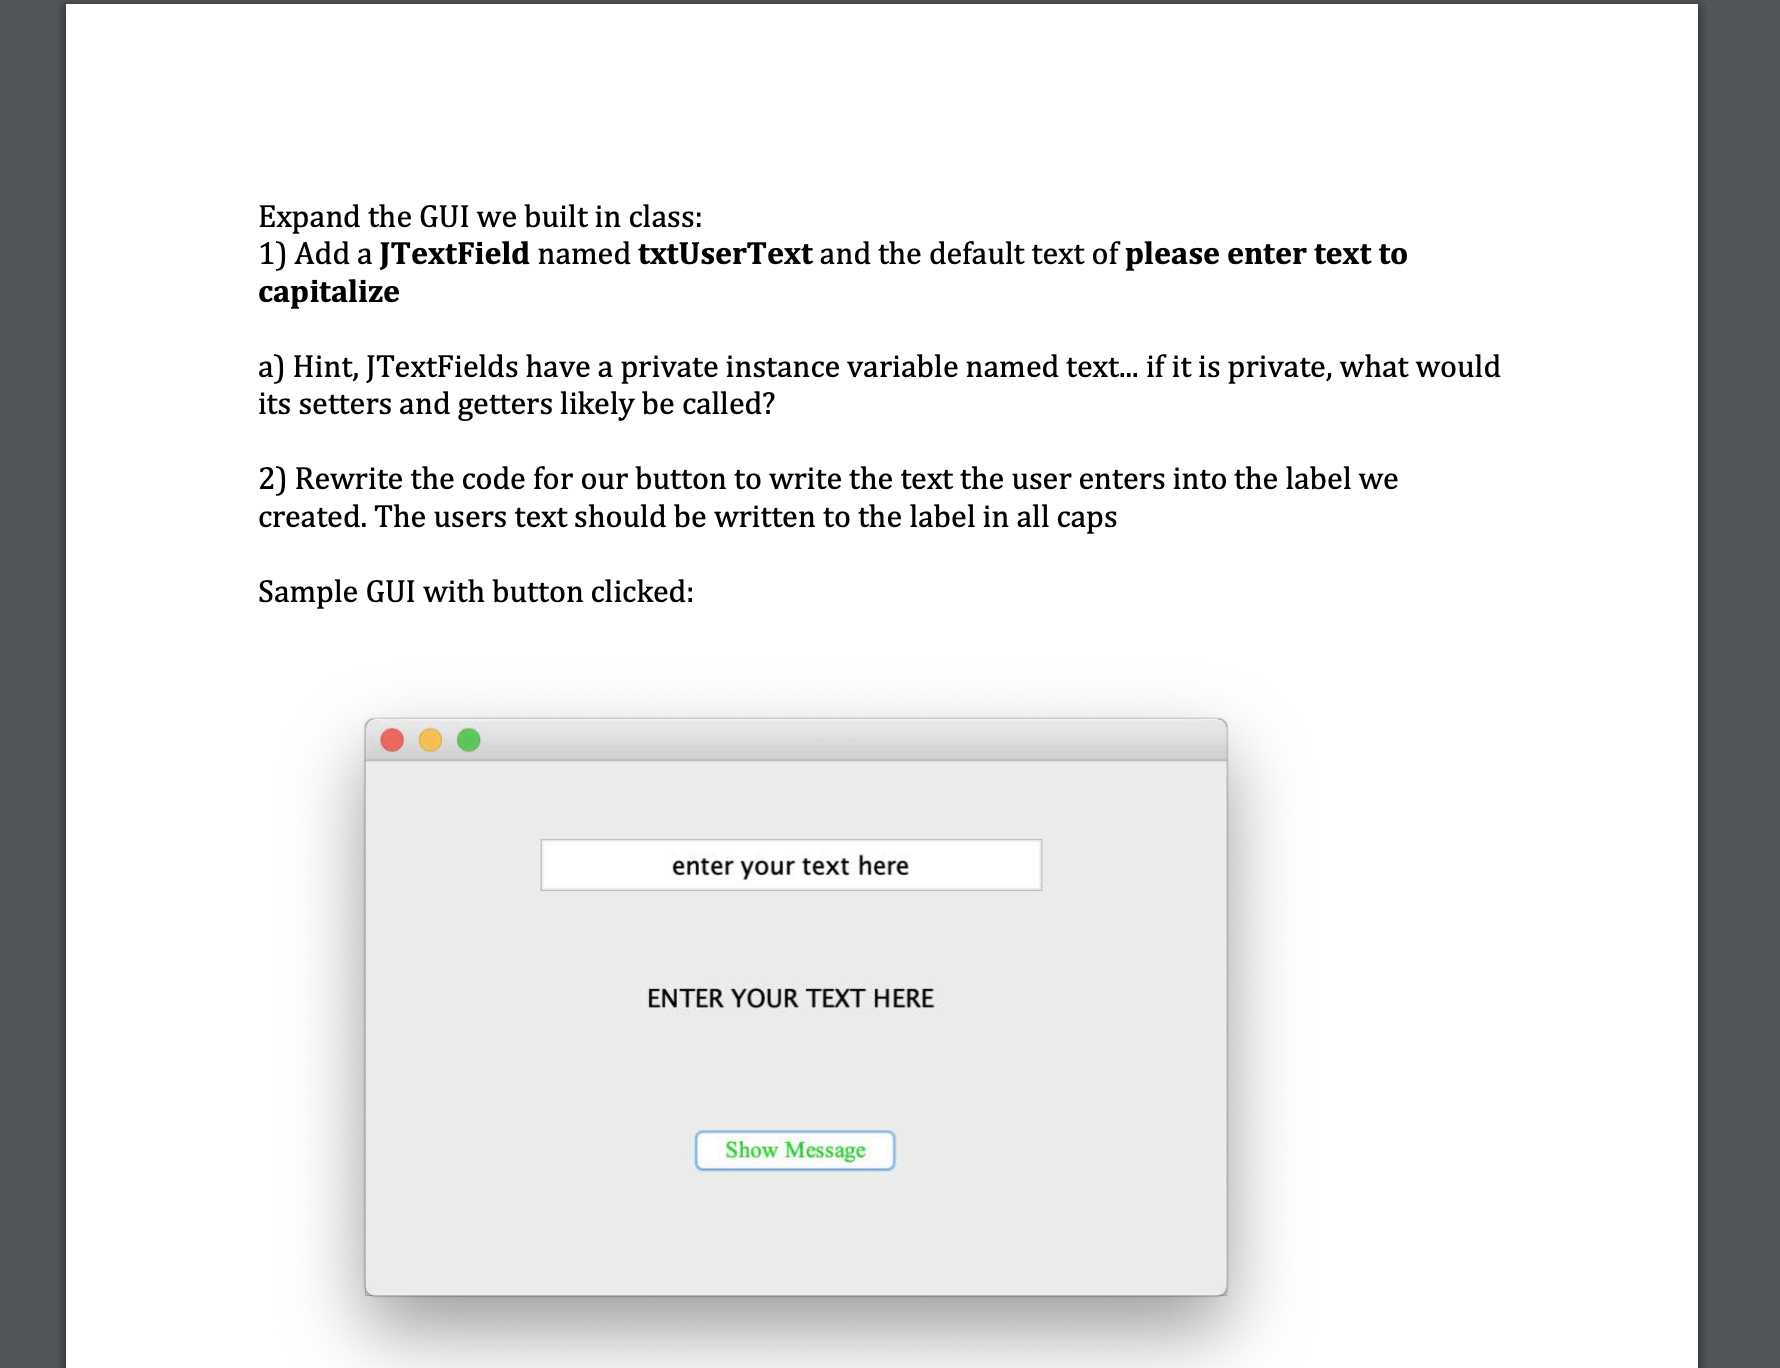 Expand the GUI we built in class:
1) Add a JTextField named txtUserText and the default text of please enter text to
capitalize
a) Hint, JTextFields have a private instance variable named text... if it is private, what would
its setters and getters likely be called?
2) Rewrite the code for our button to write the text the user enters into the label we
created. The users text should be written to the label in all caps
Sample GUI with button clicked:
enter your text here
ENTER YOUR TEXT HERE
Show Message